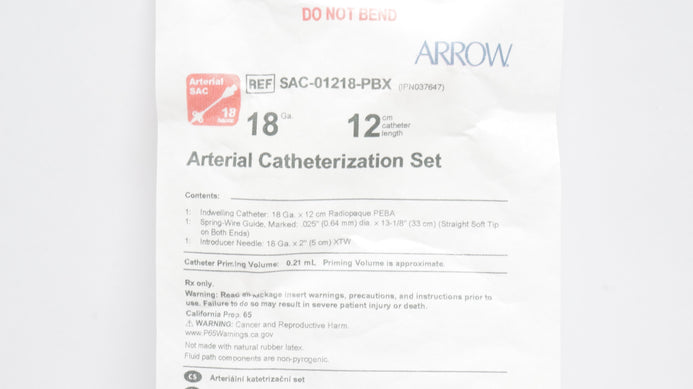 DO NOT BEND
ARROW
Arterial
SAC
18
REF SAC-01218-PBX (IPN037647)
18 Ga. 12 cm catheter length
Arterial Catheterization Set
Contents:
1: Indwelling Catheter: 18 Ga. x 12 cm Radiopaque PEBA
1: Spring-Wire Guide, Marked: .025" (0.64 mm) dia. x 13-1/8" (33 cm) (Straight Soft Tip
on Both Ends)
1: Introducer Needle: 18 Ga. x 2" (5 cm) XTW
Catheter Priming Volume: 0.21 mL Priming Volume is approximate.
Rx only.
Warning: Read all package insert warnings, precautions, and instructions prior to
use. Failure to do so may result in severe patient injury or death.
California Prop. 65
⚠ WARNING: Cancer and Reproductive Harm.
www.P65Warnings.ca.gov
Not made with natural rubber latex.
Fluid path components are non-pyrogenic.
CS Arteriální katetrizační set